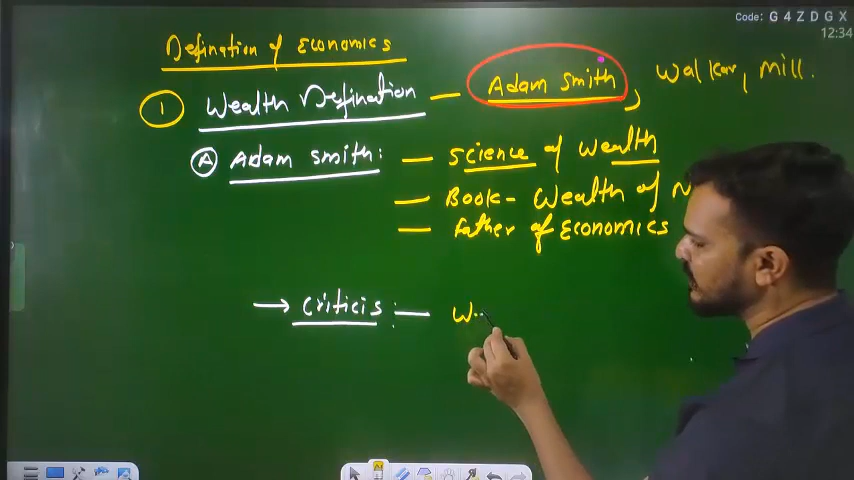 Code: G 4 Z D G X
12:34
Defination of Economics
① Wealth Defination — Adam Smith, Walkar, Mill.
Ⓐ Adam Smith: — Science of Wealth
— Book - Wealth of N
— Father of Economics
→ Criticis :— W